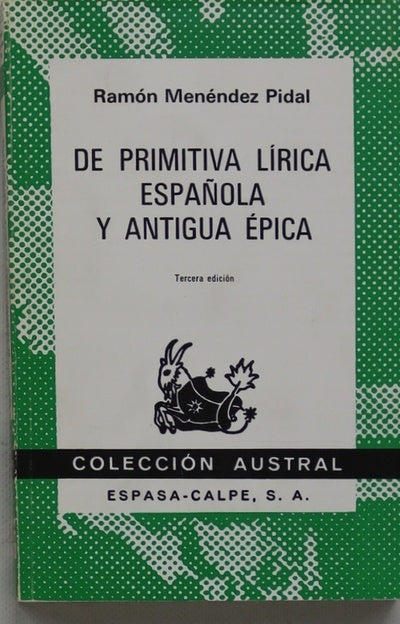 Ramón Menéndez Pidal
DE PRIMITIVA LÍRICA
ESPAÑOLA
Y ANTIGUA ÉPICA
Tercera edición
COLECCIÓN AUSTRAL
ESPASA-CALPE, S. A.